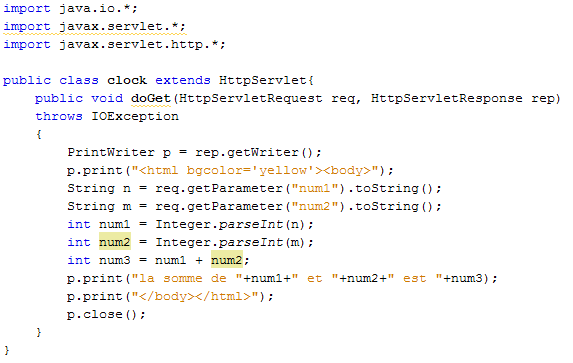 import java.io.*;
import javax.servlet.*;
import javax.servlet.http.*;
public class clock extends HttpServlet{
public void doGet(HttpServletRequest req, HttpServletResponse rep)
throws IOException
{
PrintWriter p = rep.getWriter();
p.print("<html bgcolor='yellow'><body>");
String n = req.getParameter("num1").toString();
String m = req.getParameter("num2").toString();
int num1 = Integer.parseInt(n);
int num2 = Integer.parseInt(m);
int num3 = num1 + num2;
p.print("la somme de "+num1+" et "+num2+" est "+num3);
p.print("</body></html>");
p.close();
}
}